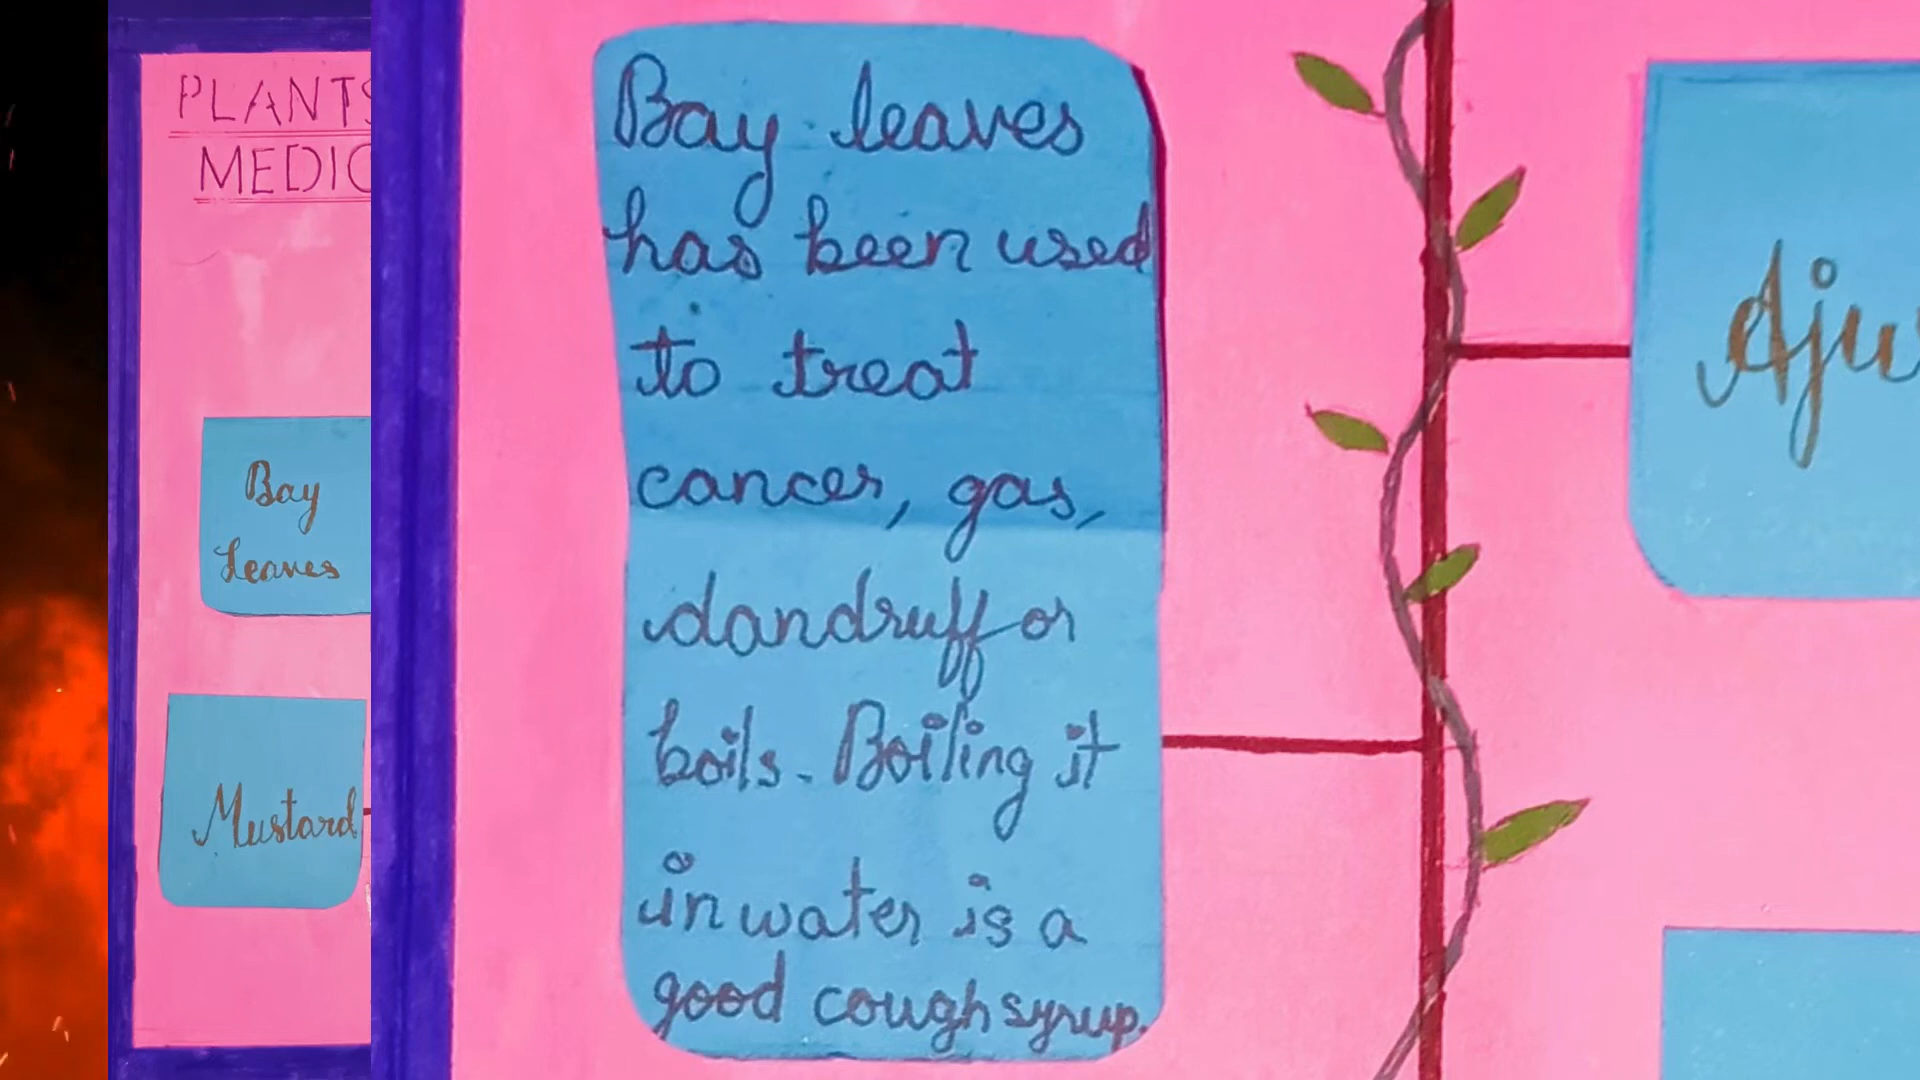 PLANTS
MEDIC
Bay
Leaves
Mustard
Bay leaves
has been used
to treat
cancer, gas,
dandruff or
boils. Boiling it
in water is a
good cough syrup.
Aju